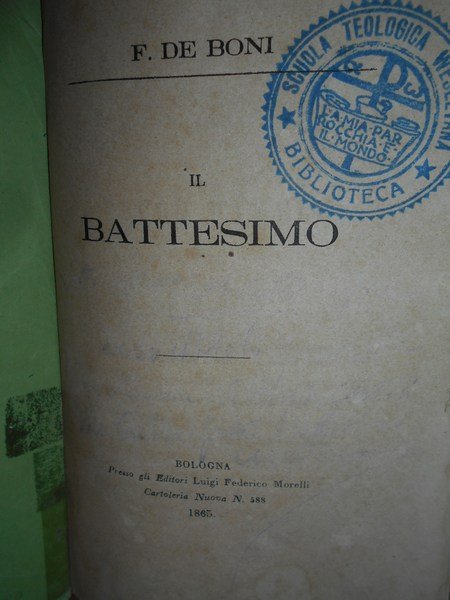 F. DE BONI
SCUOLA TEOLOGICA WESLEYANA
BIBLIOTECA
LA MIA PAR
ROCCHIA È
IL MONDO
IL
BATTESIMO
BOLOGNA
Presso gli Editori Luigi Federico Morelli
Cartoleria Nuova N. 588
1865.